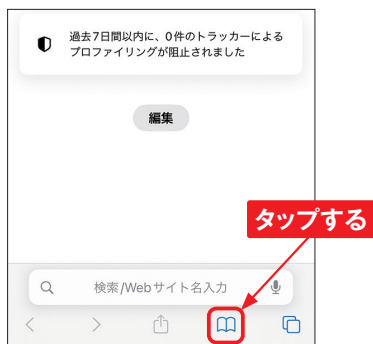 過去7日間以内に、0件のトラッカーによる
プロファイリングが阻止されました
編集
タップする
検索/Webサイト名入力